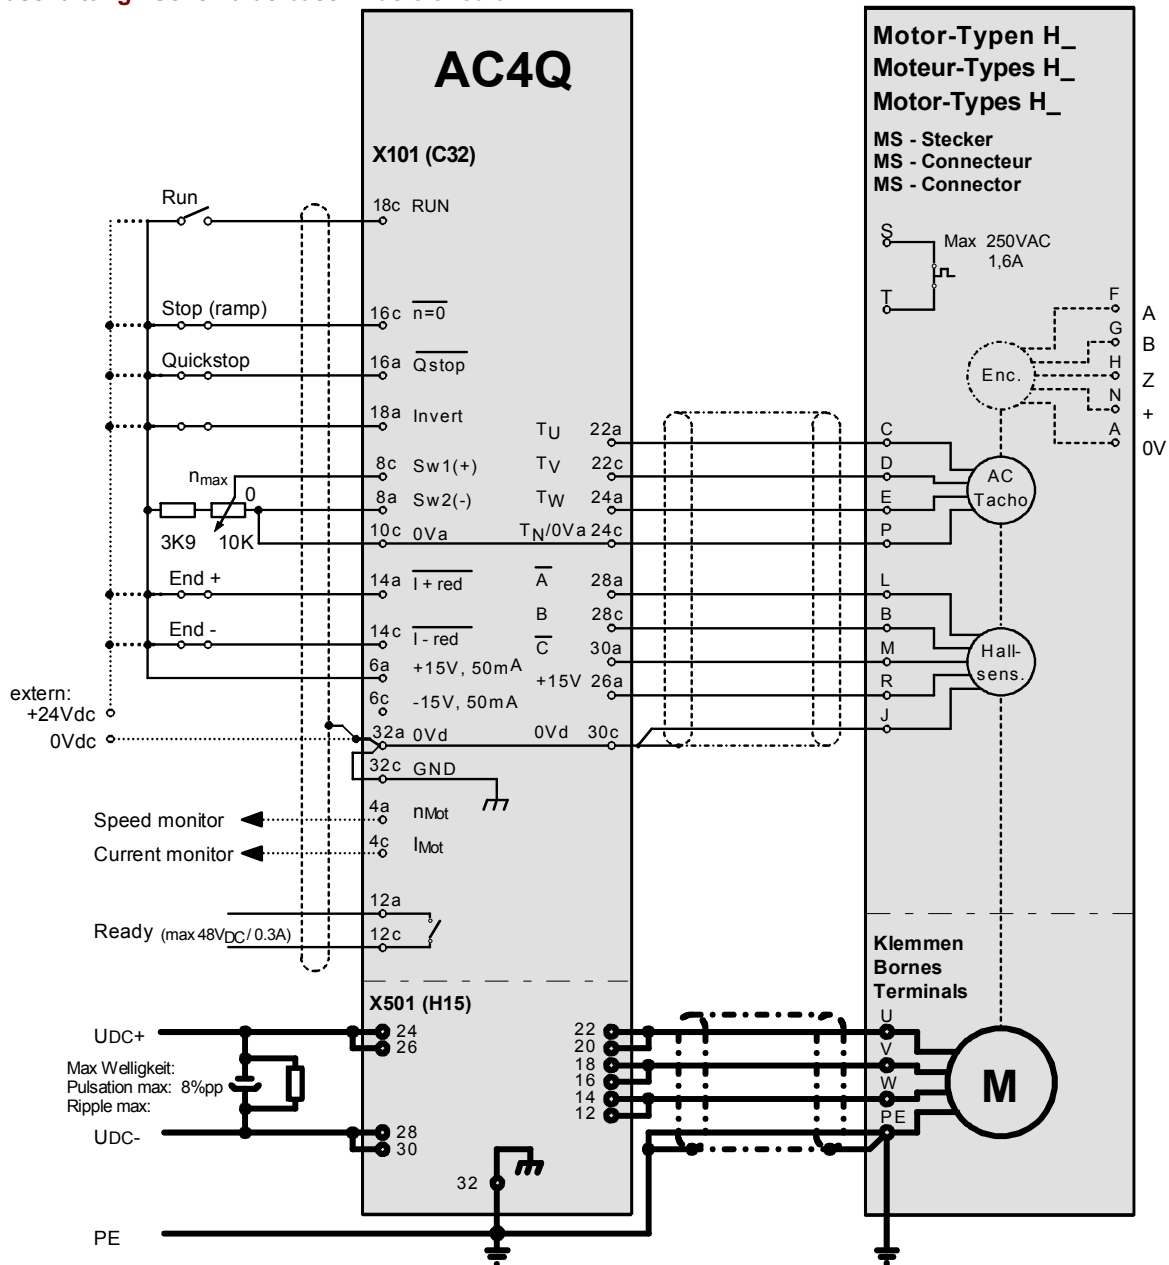 AC4Q
X101 (C32)
Run
18c RUN
Stop (ramp)
16c n=0
Quickstop
16a Qstop
18a Invert
nmax
0
8c Sw1(+)
8a Sw2(-)
3K9 10K
10c 0Va
End +
14a I + red
End -
14c I - red
6a +15V, 50mA
6c -15V, 50mA
extern:
+24Vdc
0Vdc
32a 0Vd
32c GND
Speed monitor
4a nMot
Current monitor
4c IMot
12a
Ready (max 48VDC/ 0.3A)
12c
TU 22a
TV 22c
TW 24a
TN/0Va 24c
A 28a
B 28c
C 30a
+15V 26a
0Vd 30c
X501 (H15)
UDC+
24
26
Max Welligkeit:
Pulsation max: 8%pp
Ripple max:
UDC-
28
30
22
20
18
16
14
12
32
PE
Motor-Typen H_
Moteur-Types H_
Motor-Types H_
MS - Stecker
MS - Connecteur
MS - Connector
S
Max 250VAC
1,6A
T
F A
G B
H Z
N +
A 0V
Enc.
C
D
E
P
AC
Tacho
L
B
M
R
J
Hall-
sens.
Klemmen
Bornes
Terminals
U
V
W
PE
M